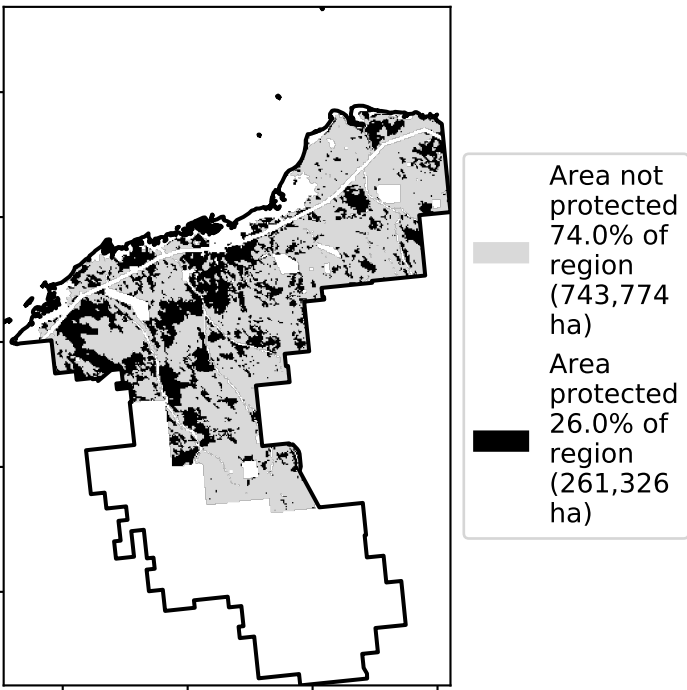 Area not
protected
74.0% of
region
(743,774
ha)
Area
protected
26.0% of
region
(261,326
ha)